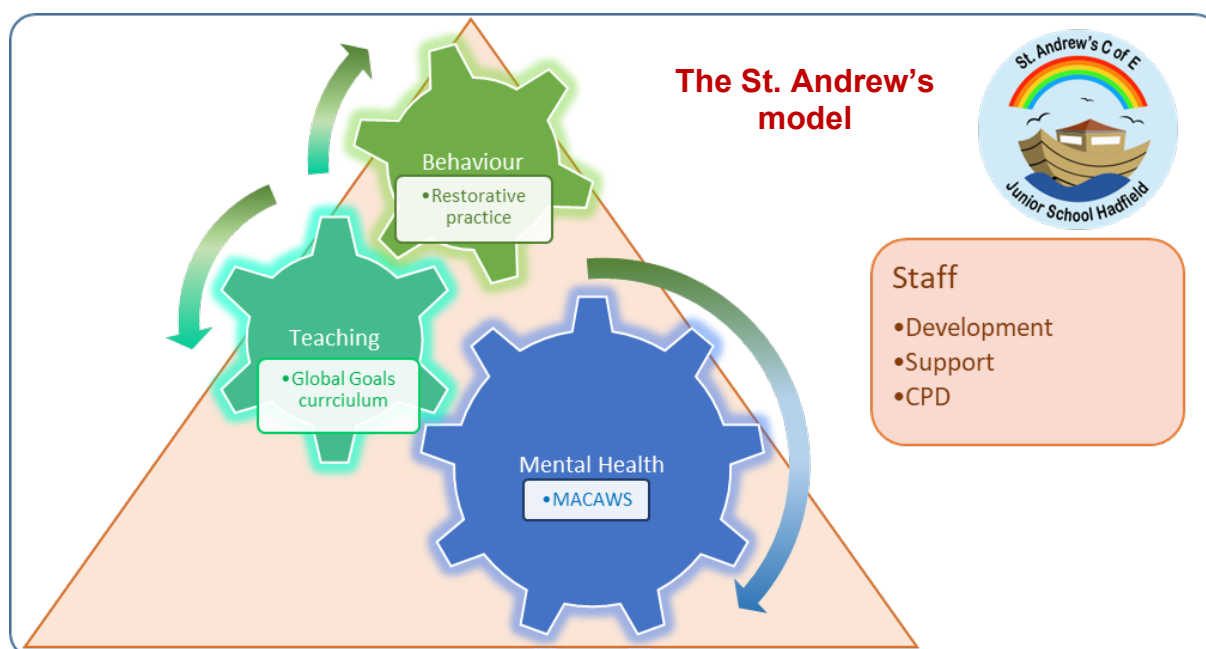 The St. Andrew's
model
St. Andrew's C of E
Junior School Hadfield
Behaviour
•Restorative
practice
Teaching
•Global Goals
currciulum
Mental Health
•MACAWS
Staff
•Development
•Support
•CPD